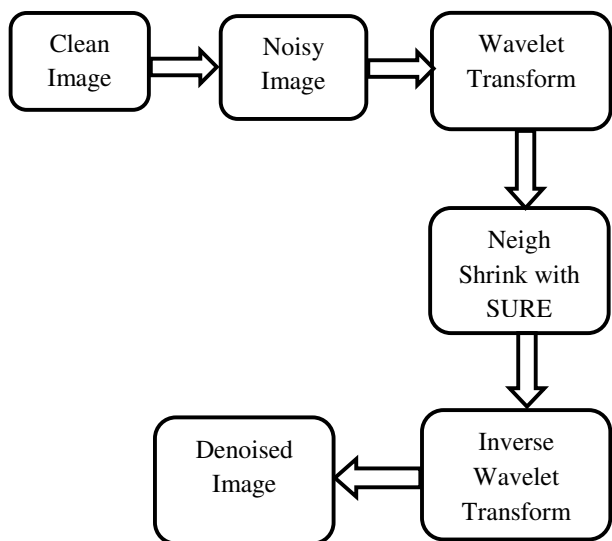 Clean
Image
Noisy
Image
Wavelet
Transform
Neigh
Shrink with
SURE
Inverse
Wavelet
Transform
Denoised
Image